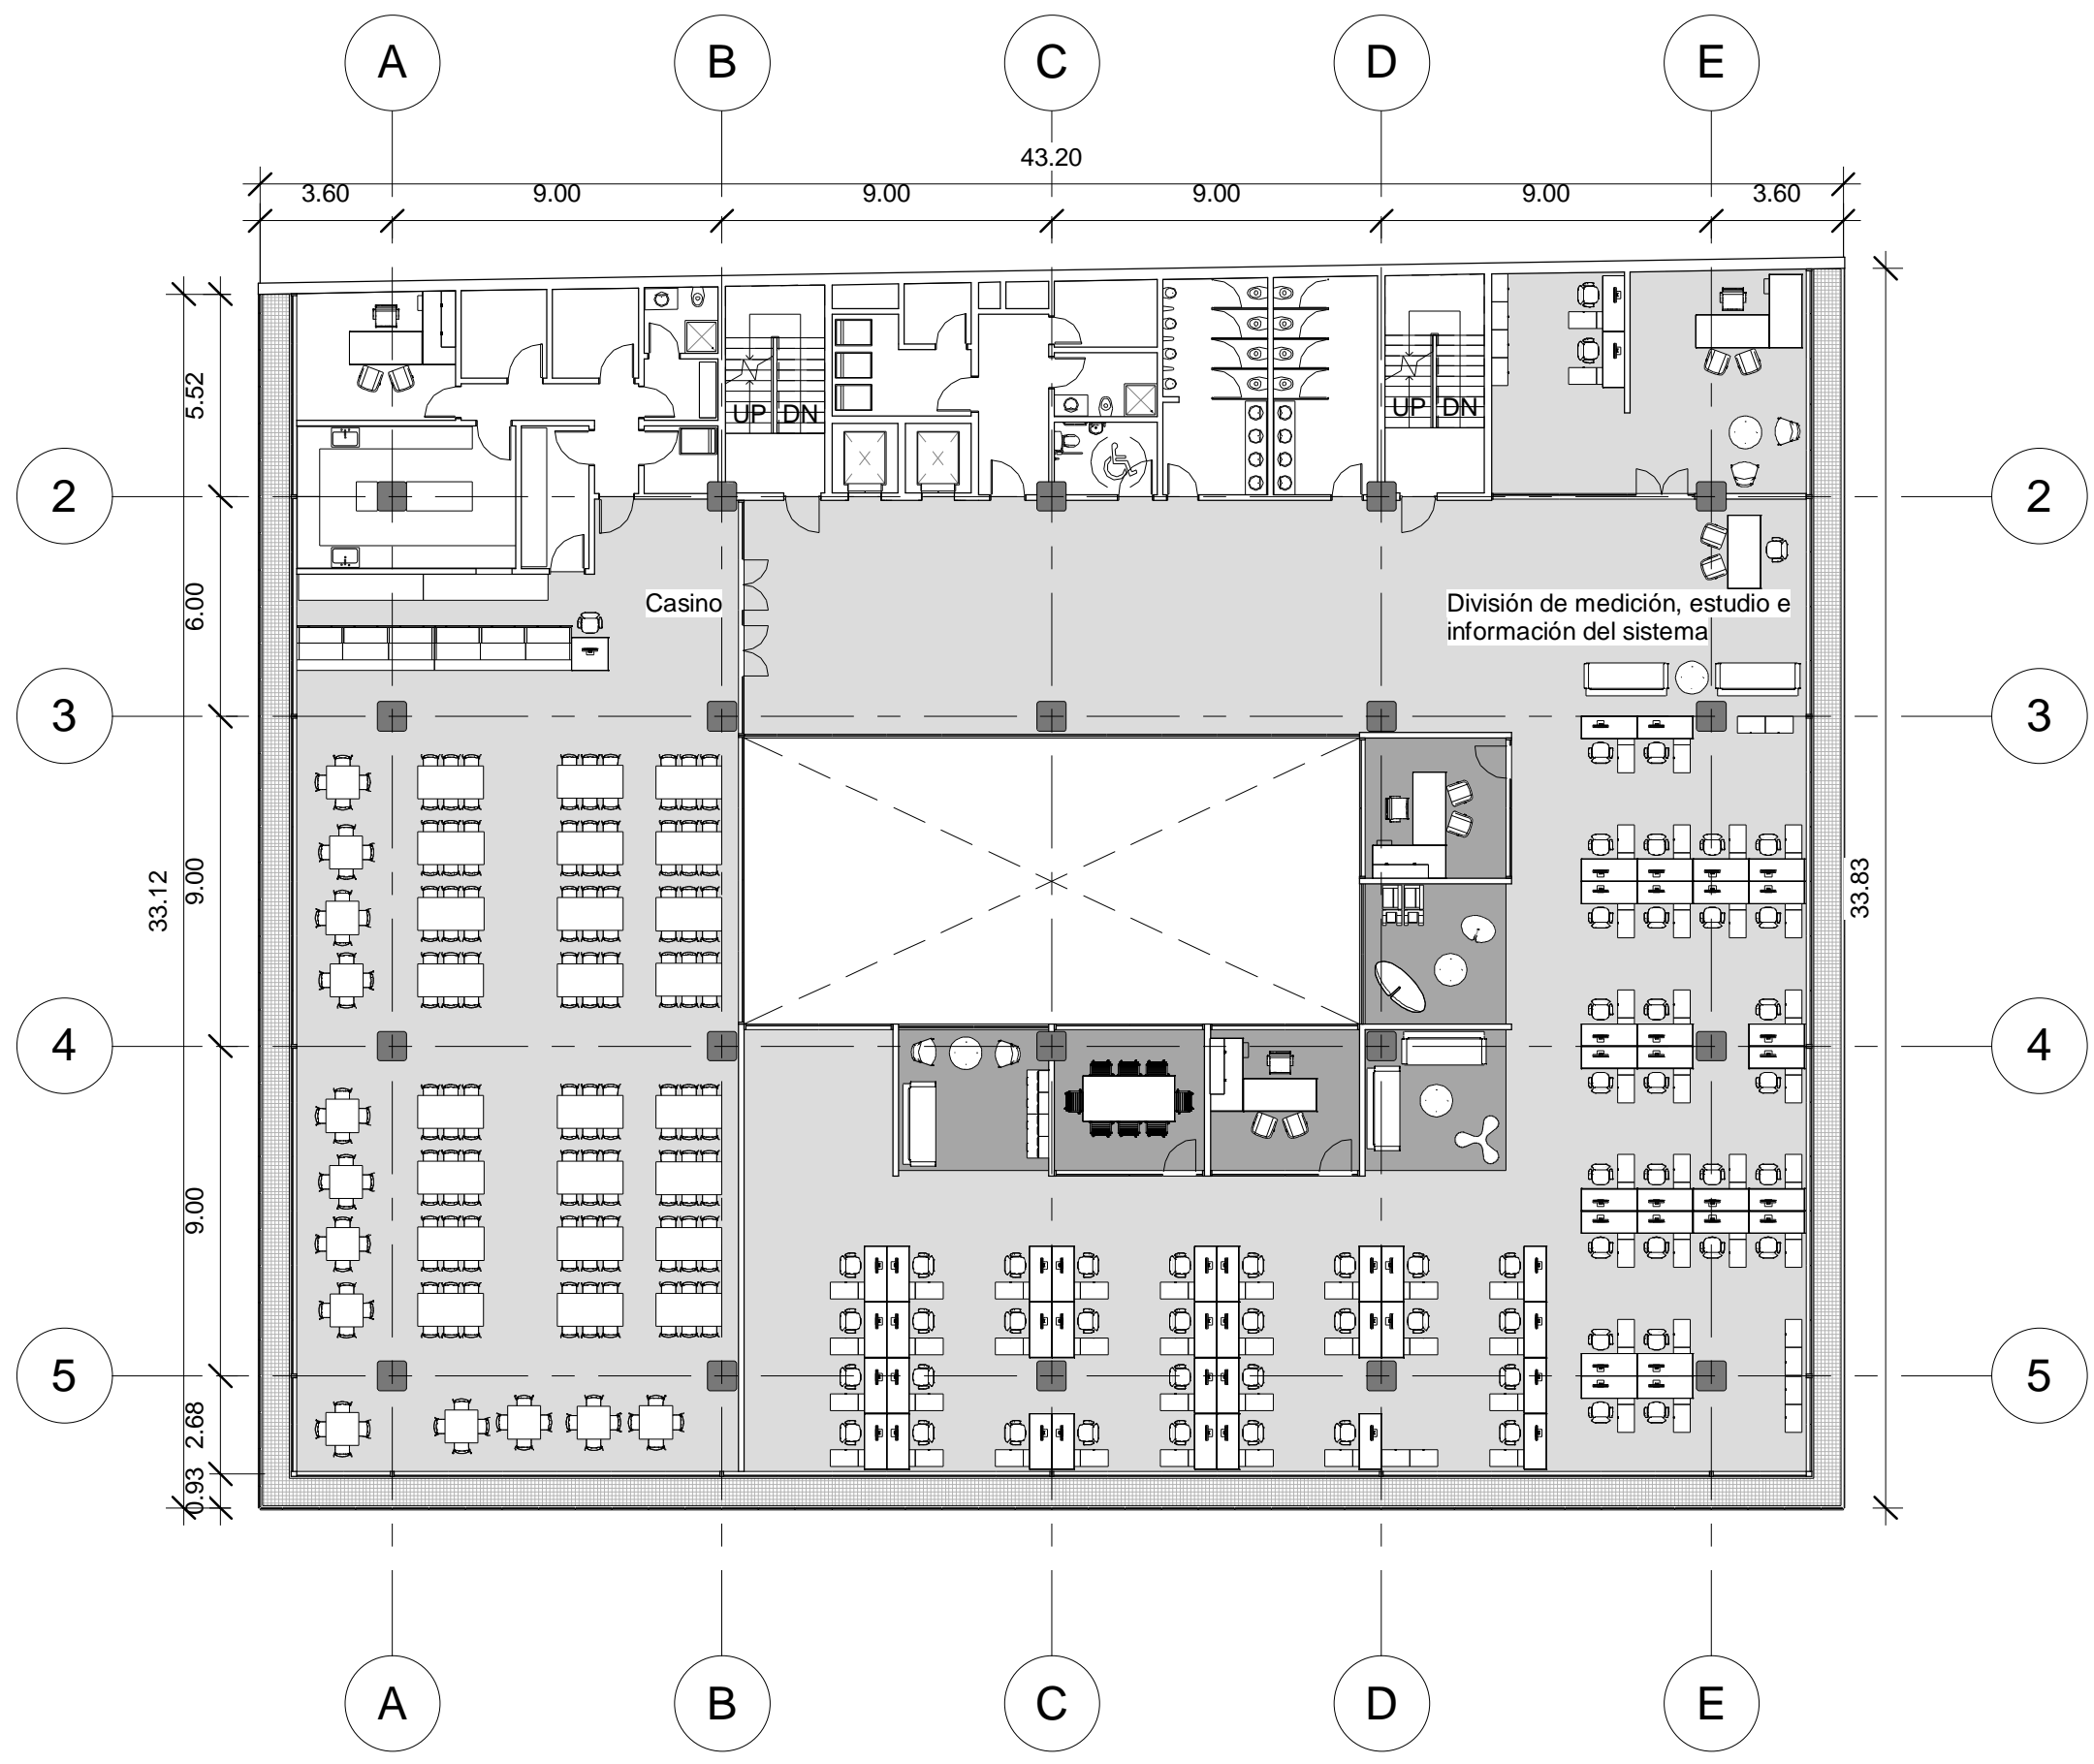 A B C D E
43.20
3.60 9.00 9.00 9.00 9.00 3.60
5.52
UP DN
UP DN
2 2
6.00
Casino
División de medición, estudio e
información del sistema
3 3
33.12
9.00
33.83
4 4
9.00
5 5
2.68
0.93
A B C D E